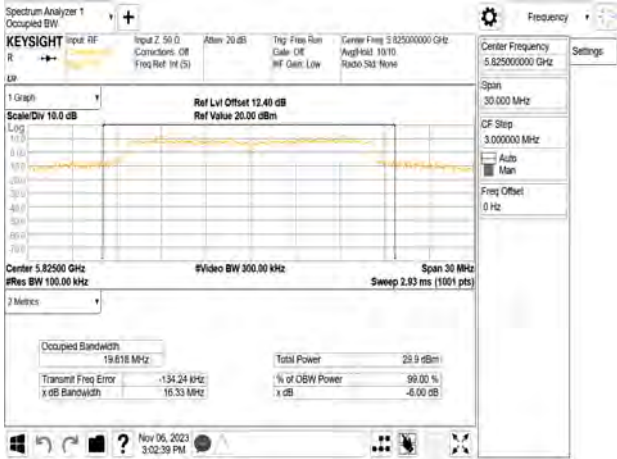 Spectrum Analyzer 1
Occupied BW
+
Frequency
KEYSIGHT
R
Input: RF
Input Z: 50 Ω
Corrections: Off
Freq Ref: Int (S)
Atten: 20 dB
Trig: Free Run
Gate: Off
#IF Gain: Low
Center Freq: 5.825000000 GHz
Avg|Hold: 10/10
Radio Std: None
Center Frequency
5.825000000 GHz
Settings
Span
30.000 MHz
CF Step
3.000000 MHz
Auto
Man
Freq Offset
0 Hz
1 Graph
Scale/Div 10.0 dB
Ref Lvl Offset 12.40 dB
Ref Value 20.00 dBm
Log
10.0
0.00
Center 5.82500 GHz
#Res BW 100.00 kHz
#Video BW 300.00 kHz
Span 30 MHz
Sweep 2.93 ms (1001 pts)
2 Metrics
Occupied Bandwidth
19.618 MHz
Total Power
29.9 dBm
Transmit Freq Error
-134.24 kHz
% of OBW Power
99.00 %
x dB Bandwidth
16.33 MHz
x dB
-6.00 dB
?
Nov 06, 2023
3:02:39 PM